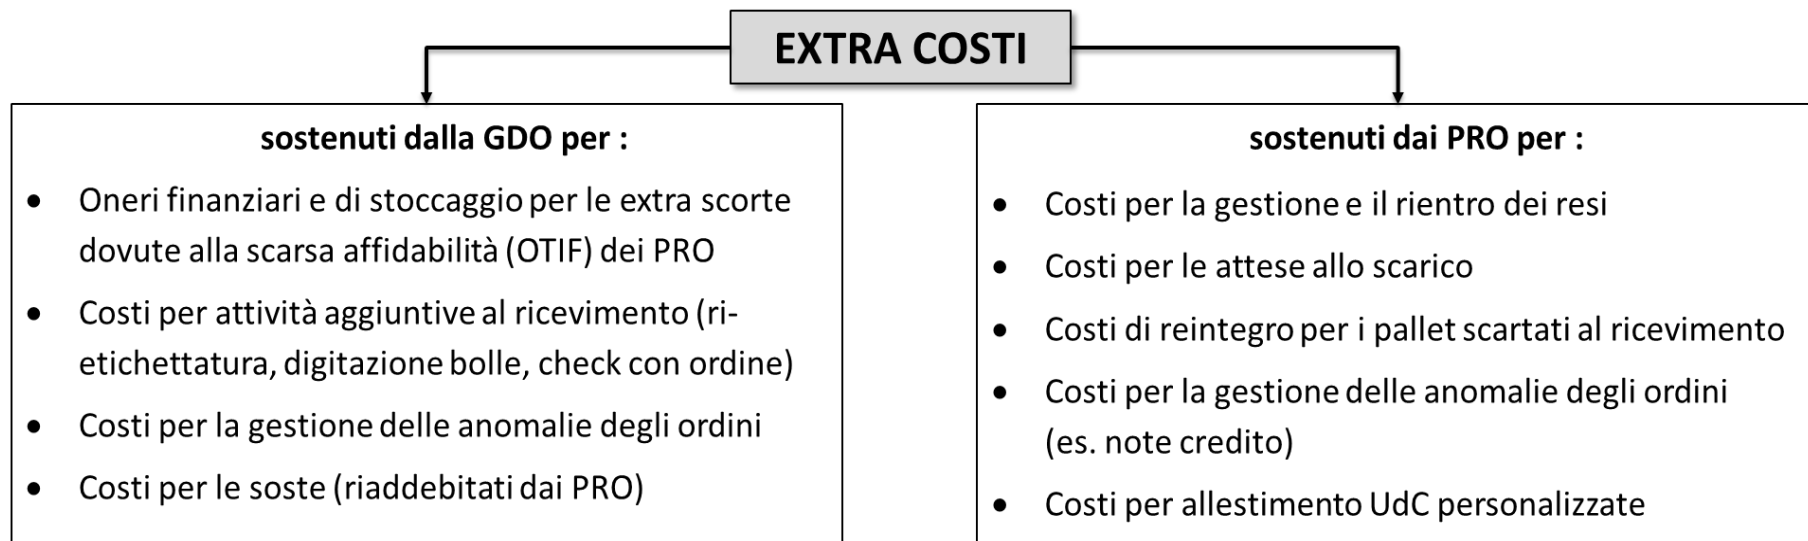 EXTRA COSTI
sostenuti dalla GDO per :
• Oneri finanziari e di stoccaggio per le extra scorte
dovute alla scarsa affidabilità (OTIF) dei PRO
• Costi per attività aggiuntive al ricevimento (ri-
etichettatura, digitazione bolle, check con ordine)
• Costi per la gestione delle anomalie degli ordini
• Costi per le soste (riaddebitati dai PRO)
sostenuti dai PRO per :
• Costi per la gestione e il rientro dei resi
• Costi per le attese allo scarico
• Costi di reintegro per i pallet scartati al ricevimento
• Costi per la gestione delle anomalie degli ordini
(es. note credito)
• Costi per allestimento UdC personalizzate